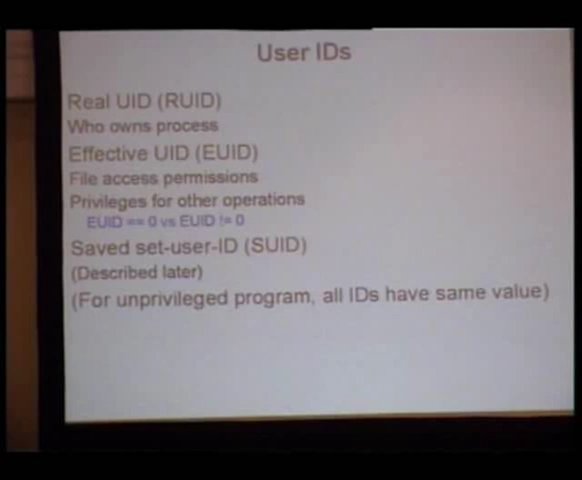 User IDs
Real UID (RUID)
Who owns process
Effective UID (EUID)
File access permissions
Privileges for other operations
EUID == 0 vs EUID != 0
Saved set-user-ID (SUID)
(Described later)
(For unprivileged program, all IDs have same value)